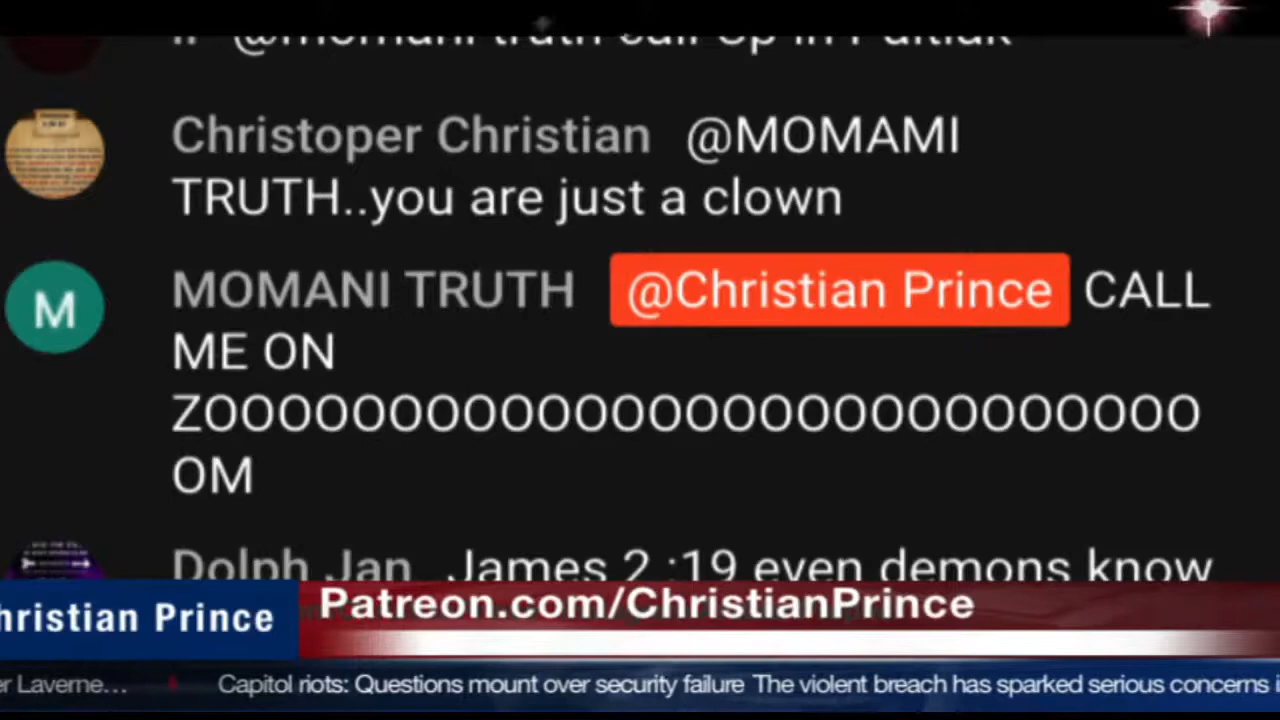 Christoper Christian @MOMAMI
TRUTH..you are just a clown
M
MOMANI TRUTH @Christian Prince CALL
ME ON
ZOOOOOOOOOOOOOOOOOOOOOOOOOOO
OM
Dolph Jan James 2 :19 even demons know
hristian Prince
Patreon.com/ChristianPrince
er Laverne...
Capitol riots: Questions mount over security failure The violent breach has sparked serious concerns